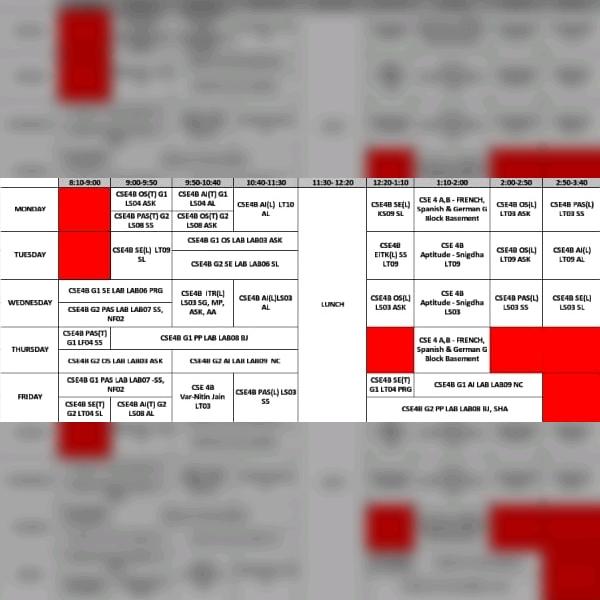 8:10-9:00 9:00-9:50 9:50-10:40 10:40-11:30 11:30- 12:20 12:20-1:10 1:10-2:00 2:00-2:50 2:50-3:40
MONDAY
CSE4B OS(T) G1
LS04 ASK
CSE4B PAS(T) G2
LS08 SS
CSE4B AI(T) G1
LS04 AL
CSE4B OS(T) G2
LS08 ASK
CSE4B AI(L) LT10
AL
CSE4B SE(L)
KS09 SL
CSE 4 A,B - FRENCH,
Spanish & German G
Block Basement
CSE4B OS(L)
LT03 ASK
CSE4B PAS(L)
LT03 SS
TUESDAY
CSE4B SE(L) LT09
SL
CSE4B G1 OS LAB LAB03 ASK
CSE4B G2 SE LAB LAB06 SL
CSE4B
EITK(L) SS
LT09
CSE 4B
Aptitude - Snigdha
LT09
CSE4B OS(L)
LT09 ASK
CSE4B AI(L)
LT09 AL
WEDNESDAY
CSE4B G1 SE LAB LAB06 PRG
CSE4B G2 PAS LAB LAB07 SS,
NF02
CSE4B ITR(L)
LS03 SG, MP,
ASK, AA
CSE4B AI(L)LS03
AL
LUNCH
CSE4B OS(L)
LS03 ASK
CSE 4B
Aptitude - Snigdha
LS03
CSE4B PAS(L)
LS03 SS
CSE4B SE(L)
LS03 SL
THURSDAY
CSE4B PAS(T)
G1 LF04 SS
CSE4B G1 PP LAB LAB08 BJ
CSE4B G2 OS LAB LAB03 ASK
CSE4B G2 AI LAB LAB09 NC
CSE 4 A,B - FRENCH,
Spanish & German G
Block Basement
FRIDAY
CSE4B G1 PAS LAB LAB07 -SS,
NF02
CSE4B SE(T)
G2 LT04 SL
CSE4B AI(T) G2
LS08 AL
CSE 4B
Var-Nitin Jain
LT03
CSE4B PAS(L) LS03
SS
CSE4B SE(T)
G1 LT04 PRG
CSE4B G1 AI LAB LAB09 NC
CSE4B G2 PP LAB LAB08 BJ, SHA